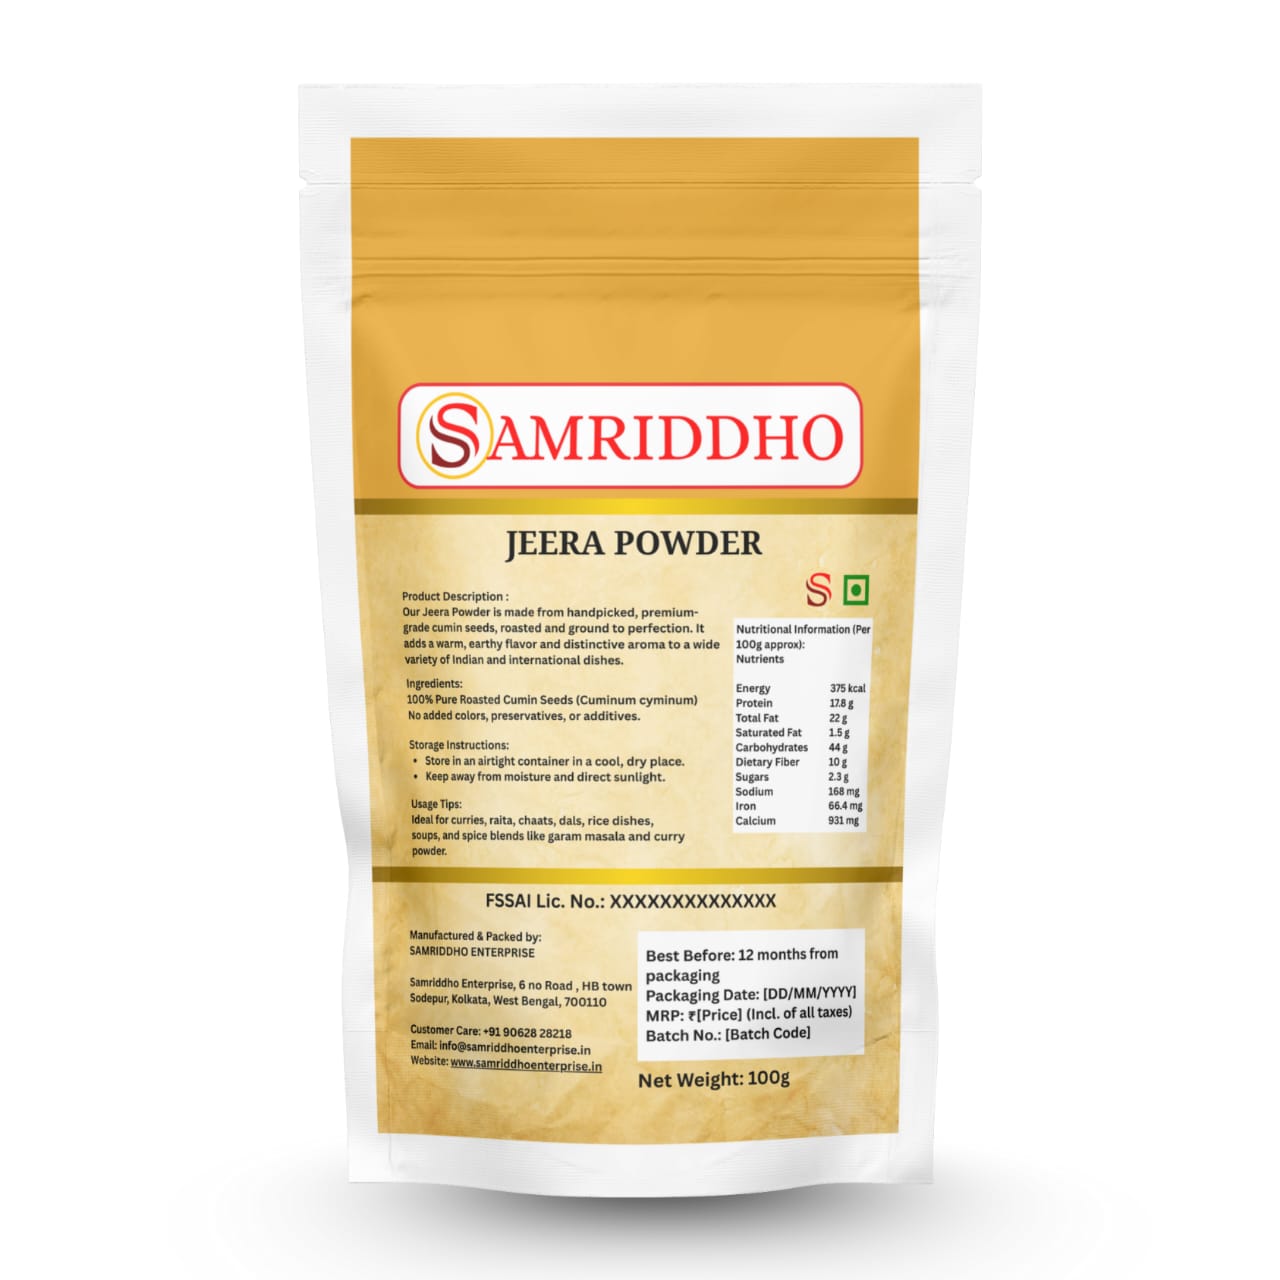 SAMRIDDHO
JEERA POWDER
S
Product Description :
Our Jeera Powder is made from handpicked, premium-
grade cumin seeds, roasted and ground to perfection. It
adds a warm, earthy flavor and distinctive aroma to a wide
variety of Indian and international dishes.
Ingredients:
100% Pure Roasted Cumin Seeds (Cuminum cyminum)
No added colors, preservatives, or additives.
Storage Instructions:
• Store in an airtight container in a cool, dry place.
• Keep away from moisture and direct sunlight.
Usage Tips:
Ideal for curries, raita, chaats, dals, rice dishes,
soups, and spice blends like garam masala and curry
powder.
Nutritional Information (Per
100g approx):
Nutrients
Energy 375 kcal
Protein 17.8 g
Total Fat 22 g
Saturated Fat 1.5 g
Carbohydrates 44 g
Dietary Fiber 10 g
Sugars 2.3 g
Sodium 168 mg
Iron 66.4 mg
Calcium 931 mg
FSSAI Lic. No.: XXXXXXXXXXXXXX
Manufactured & Packed by:
SAMRIDDHO ENTERPRISE
Samriddho Enterprise, 6 no Road , HB town
Sodepur, Kolkata, West Bengal, 700110
Customer Care: +91 90628 28218
Email: info@samriddhoenterprise.in
Website: www.samriddhoenterprise.in
Best Before: 12 months from
packaging
Packaging Date: [DD/MM/YYYY]
MRP: ₹[Price] (Incl. of all taxes)
Batch No.: [Batch Code]
Net Weight: 100g